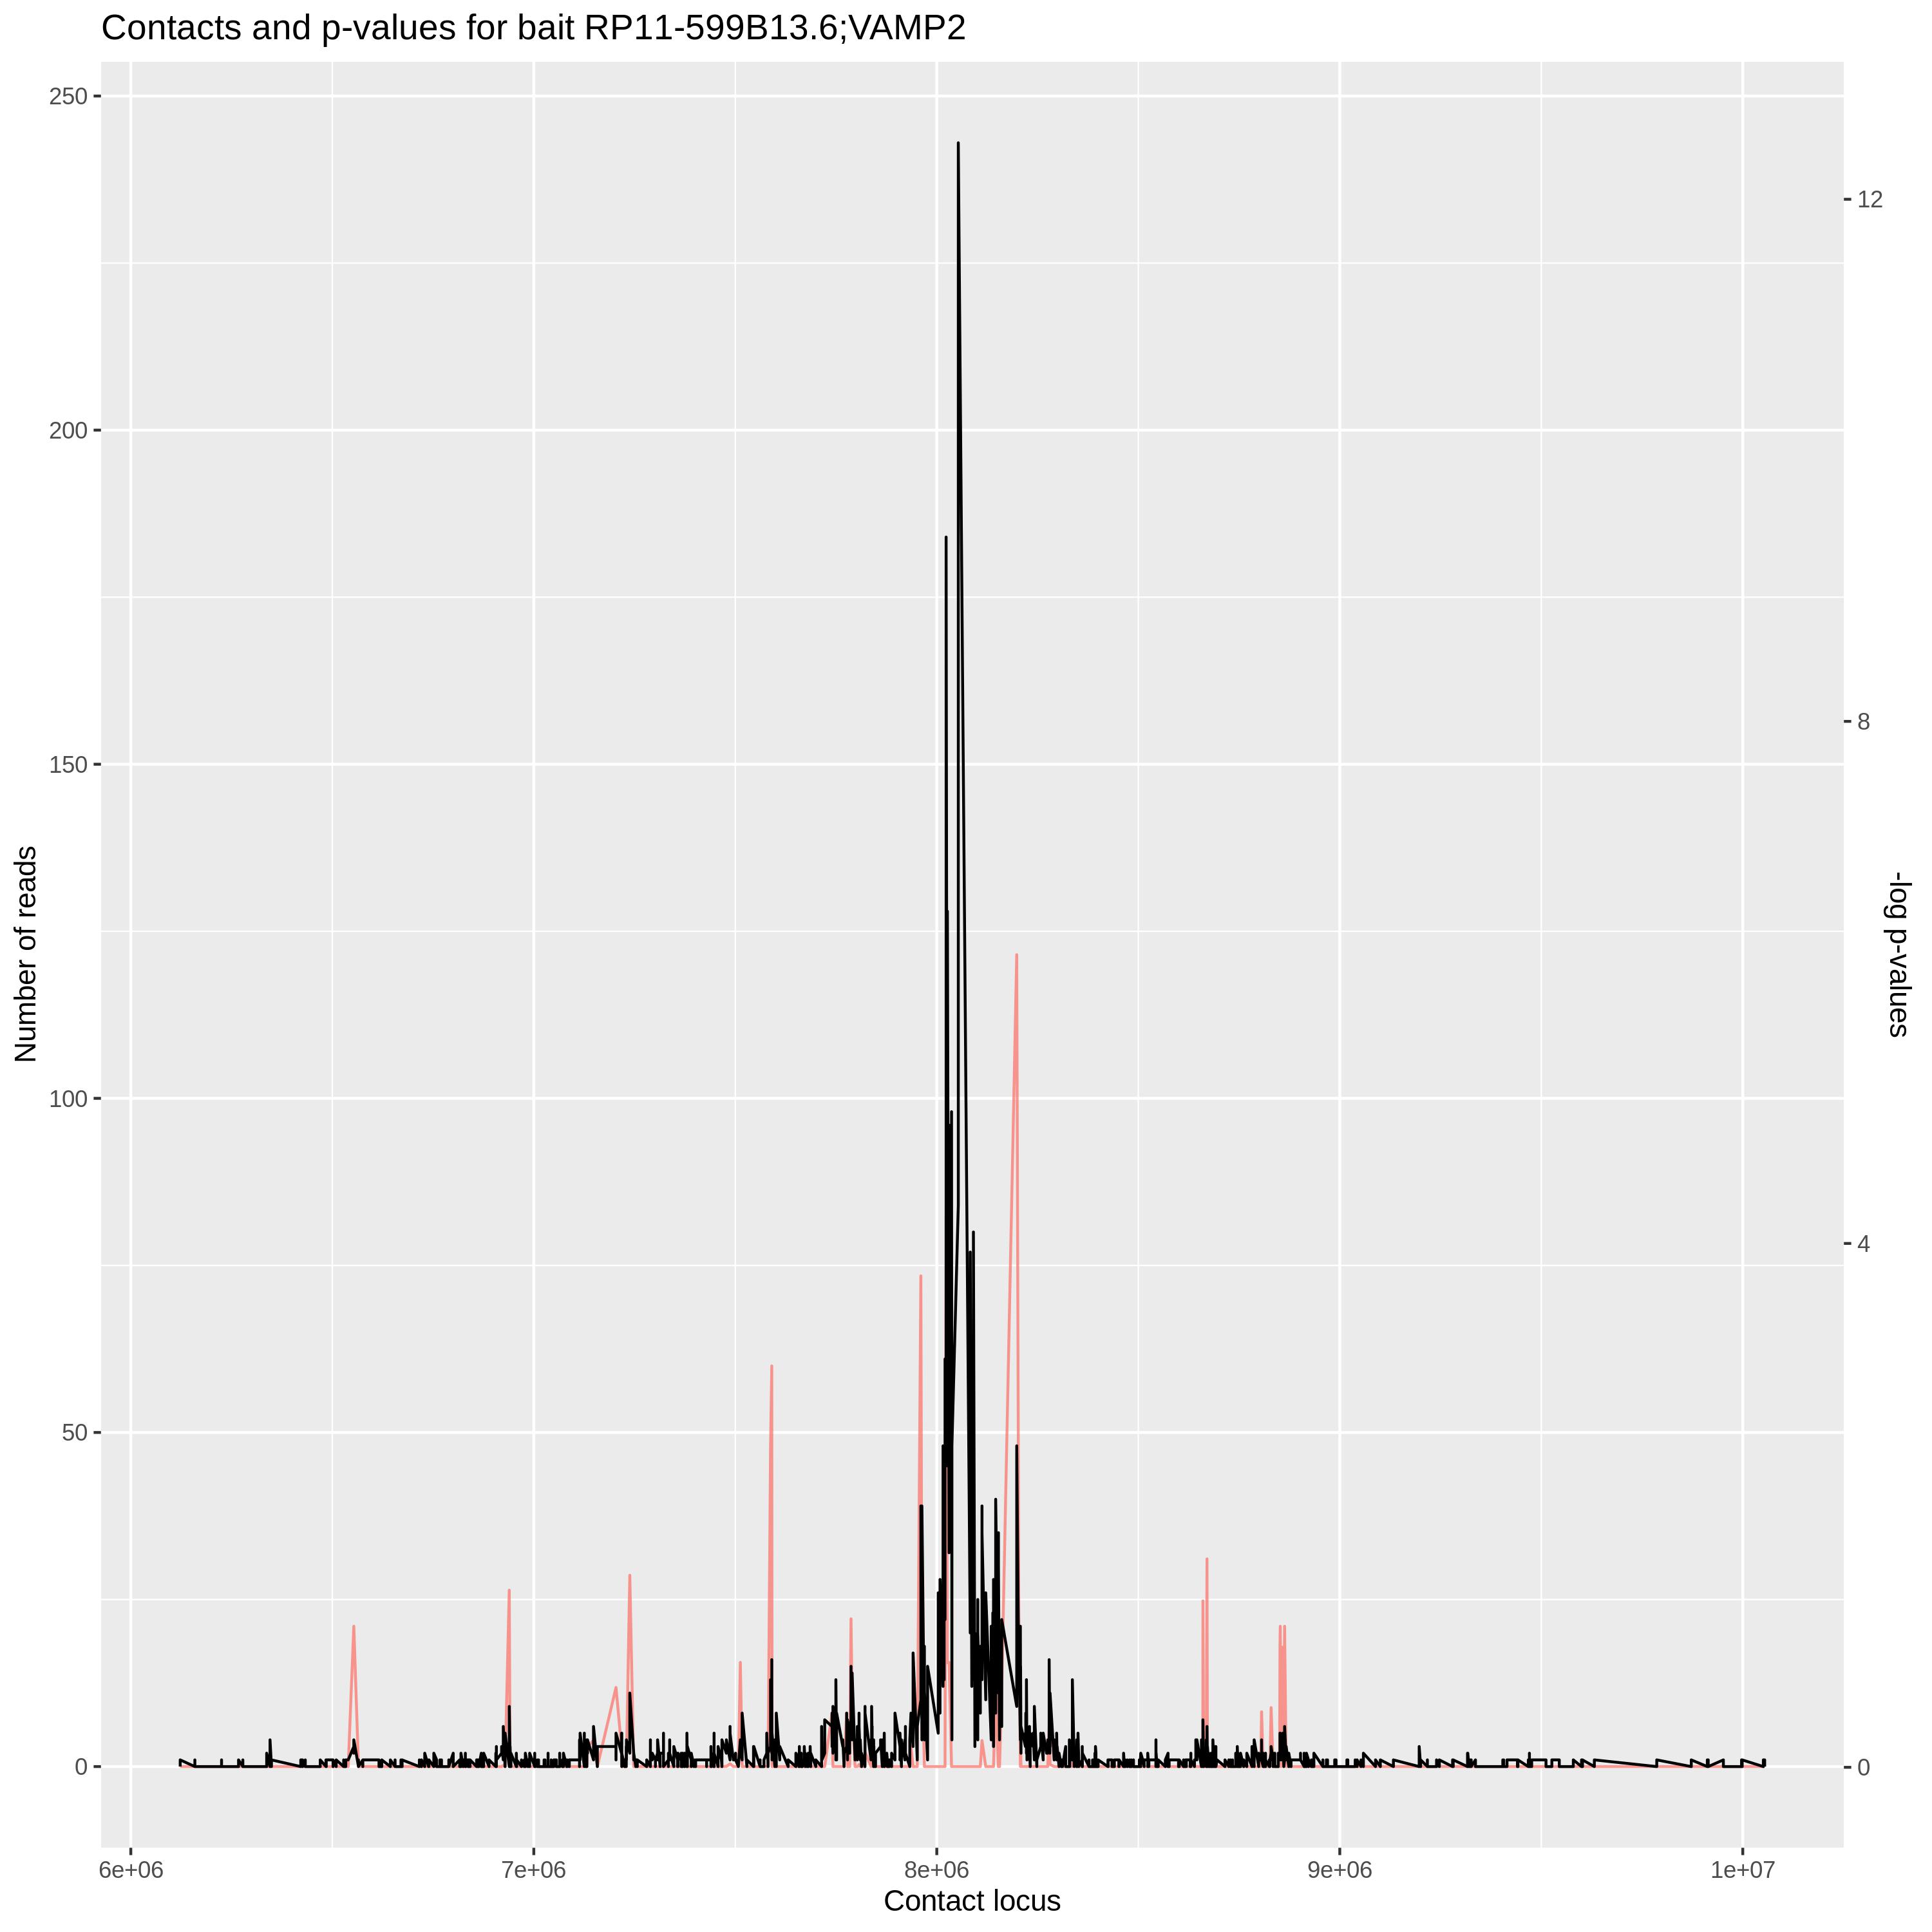 Contacts and p-values for bait RP11-599B13.6;VAMP2
250
200
150
100
50
0
Number of reads
12
8
4
0
-log p-values
6e+06 7e+06 8e+06 9e+06 1e+07
Contact locus